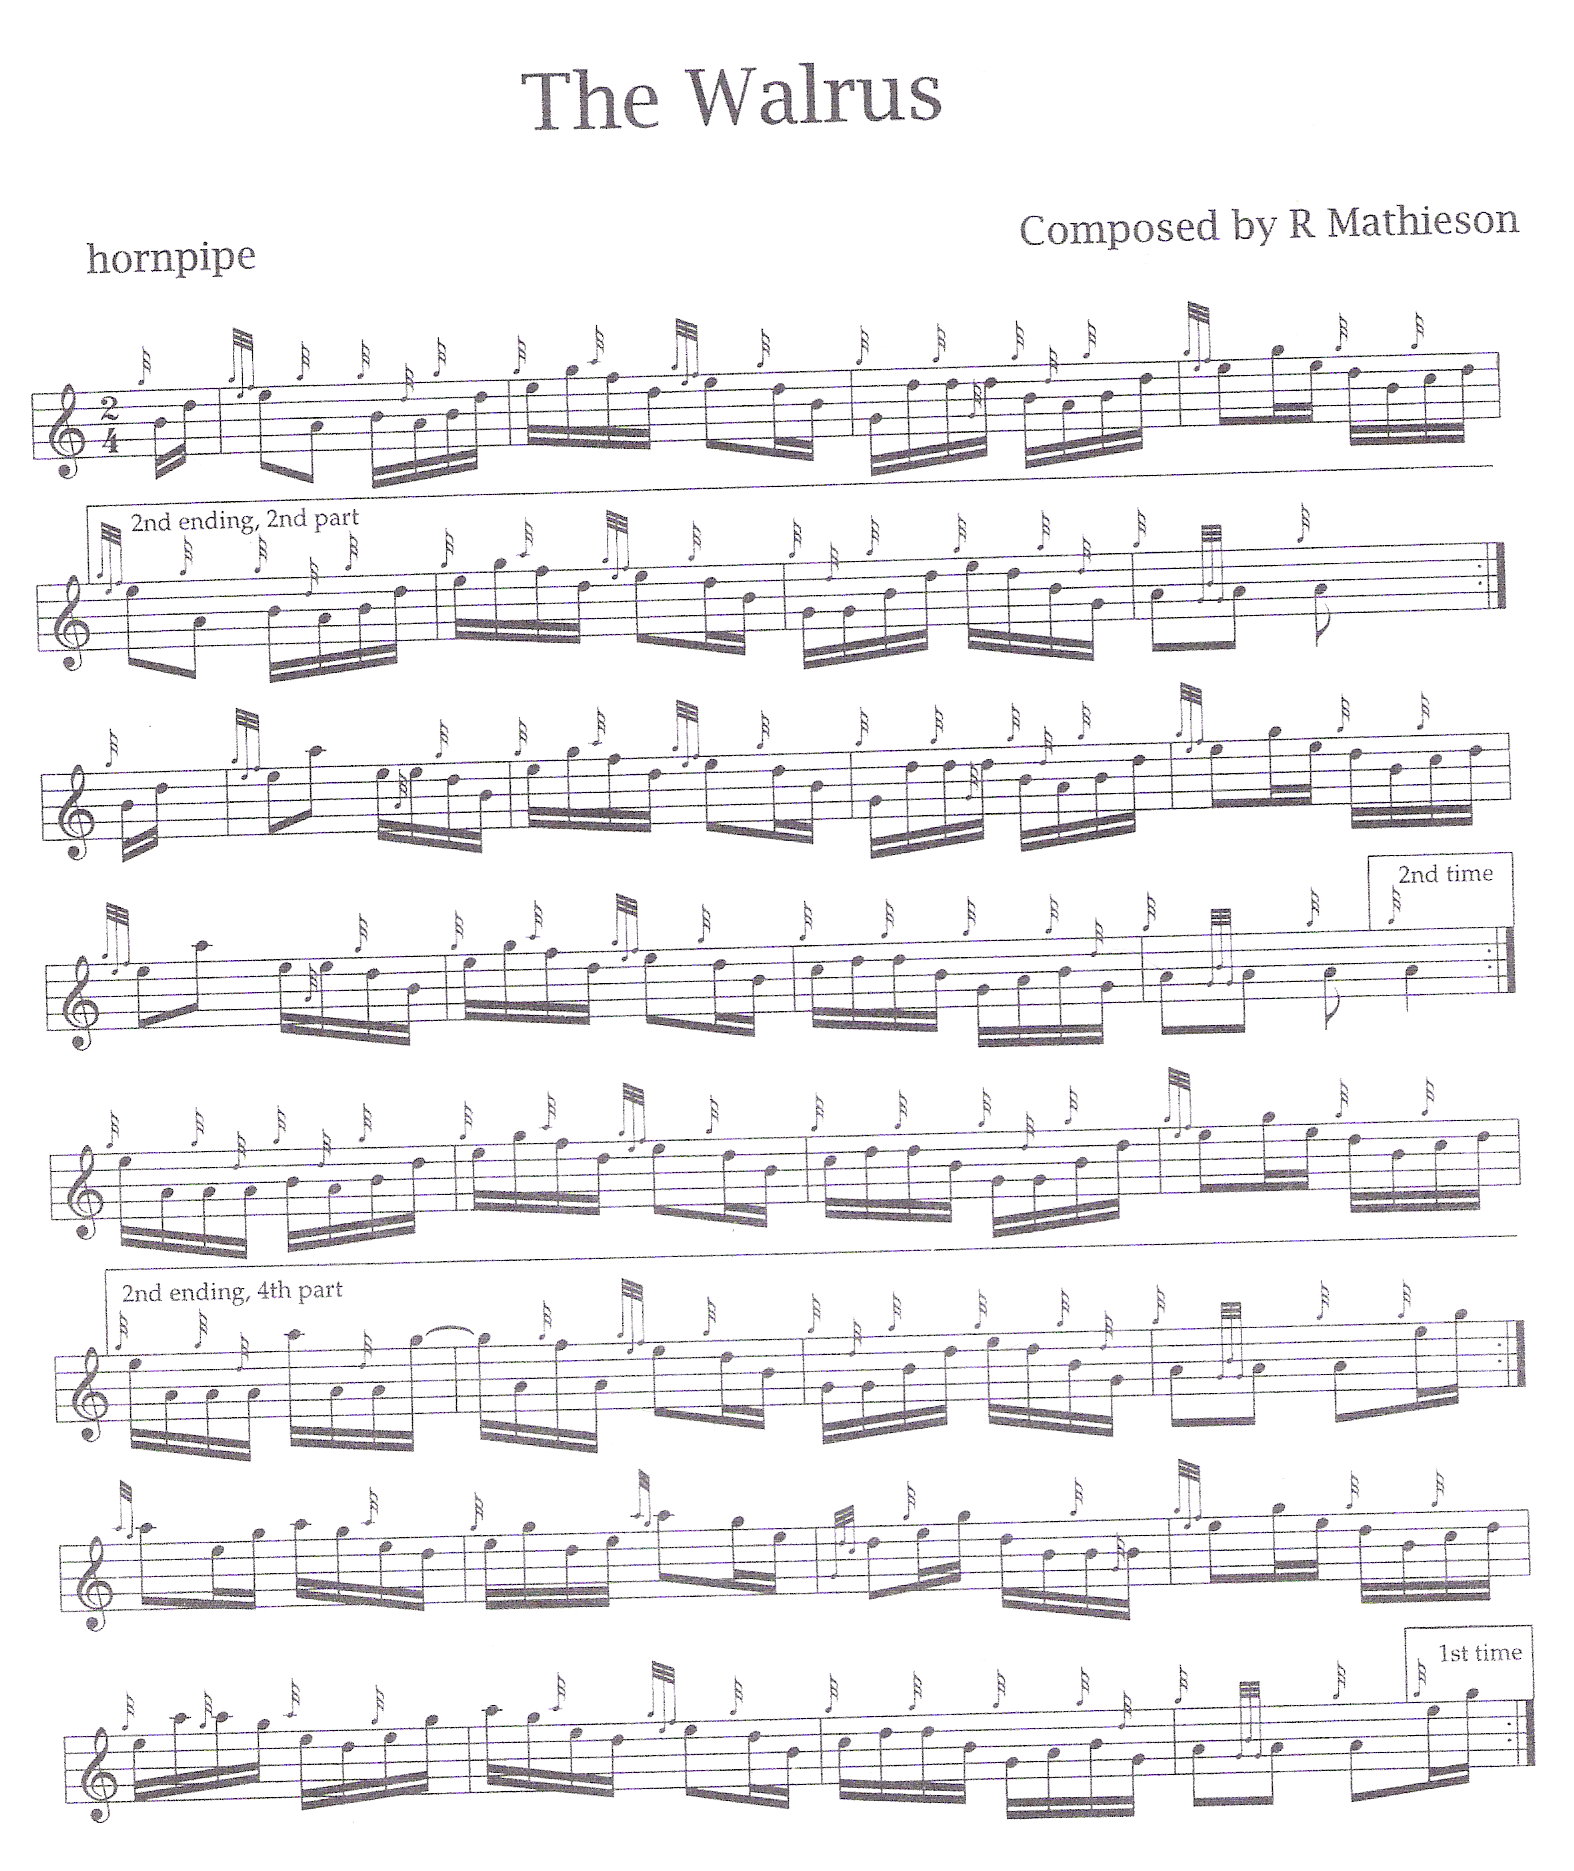 The Walrus
hornpipe
Composed by R Mathieson
2
4
2nd ending, 2nd part
2nd time
2nd ending, 4th part
1st time